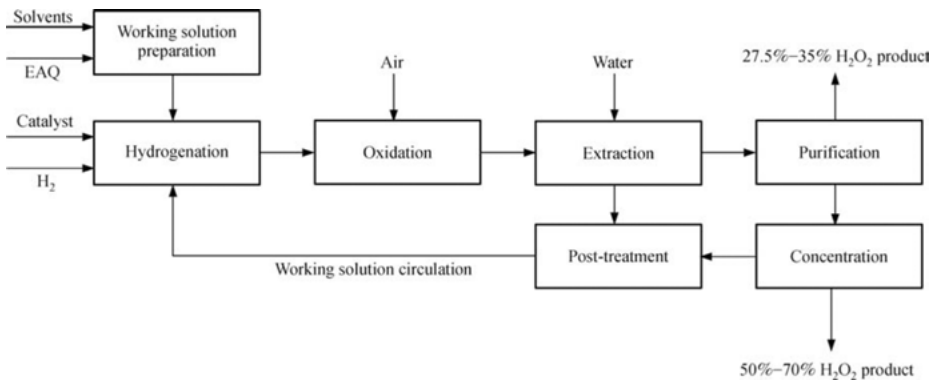 Solvents
Working solution
preparation
EAQ
27.5%–35% H₂O₂ product
Air
Water
Catalyst
Hydrogenation
Oxidation
Extraction
Purification
H₂
Post-treatment
Concentration
Working solution circulation
50%–70% H₂O₂ product